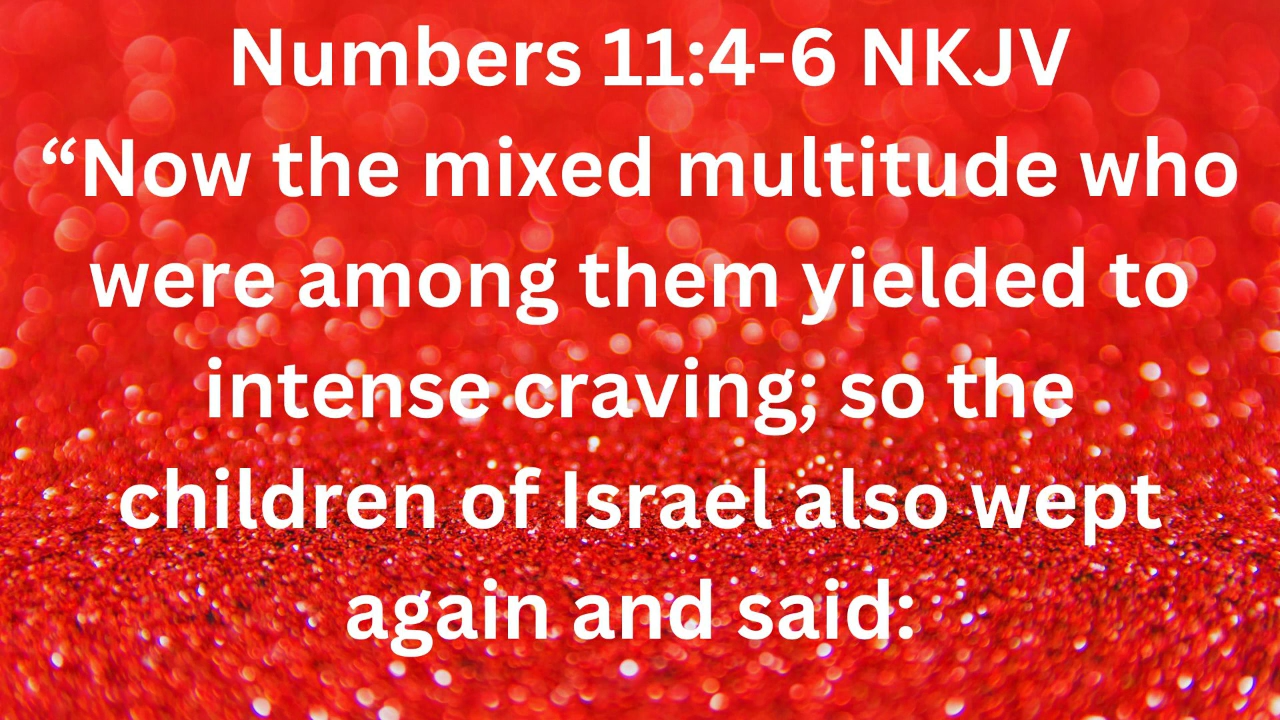 Numbers 11:4-6 NKJV
“Now the mixed multitude who
were among them yielded to
intense craving; so the
children of Israel also wept
again and said: